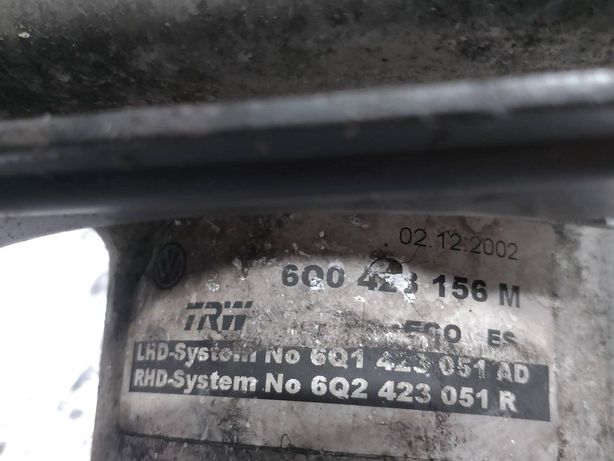 02.12.2002
6Q0 423 156 M
TRW ES
LHD-System No 6Q1 423 051 AD
RHD-System No 6Q2 423 051 R